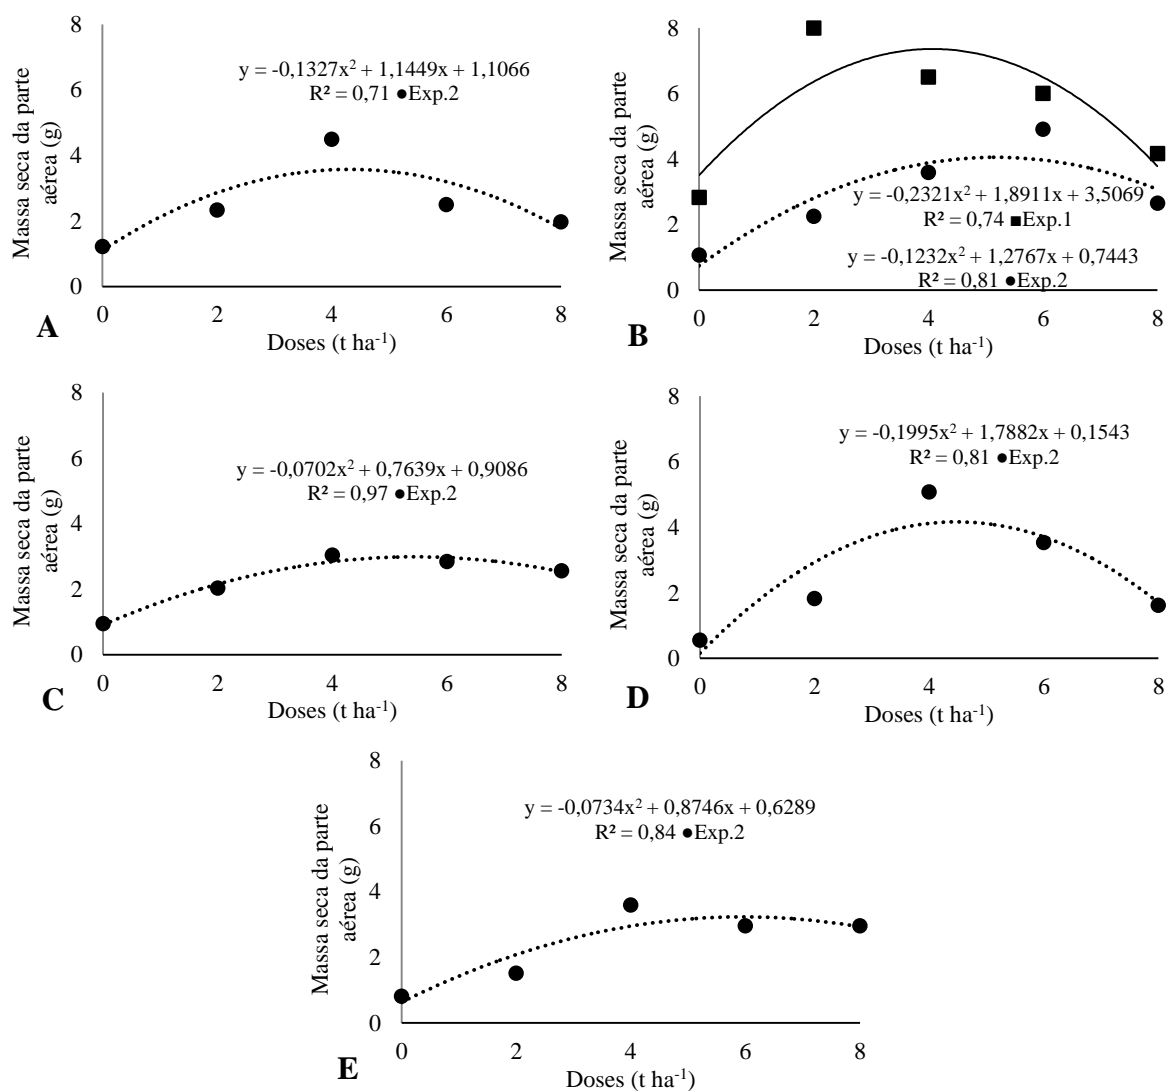 y = -0,1327x² + 1,1449x + 1,1066
R² = 0,71 ●Exp.2
Massa seca da parte
aérea (g)
8
6
4
2
0
0 2 4 6 8
Doses (t ha⁻¹)
A
y = -0,2321x² + 1,8911x + 3,5069
R² = 0,74 ■Exp.1
y = -0,1232x² + 1,2767x + 0,7443
R² = 0,81 ●Exp.2
Massa seca da parte
aérea (g)
8
6
4
2
0
0 2 4 6 8
Doses (t ha⁻¹)
B
y = -0,0702x² + 0,7639x + 0,9086
R² = 0,97 ●Exp.2
Massa seca da parte
aérea (g)
8
6
4
2
0
0 2 4 6 8
Doses (t ha⁻¹)
C
y = -0,1995x² + 1,7882x + 0,1543
R² = 0,81 ●Exp.2
Massa seca da parte
aérea (g)
8
6
4
2
0
0 2 4 6 8
Doses (t ha⁻¹)
D
y = -0,0734x² + 0,8746x + 0,6289
R² = 0,84 ●Exp.2
Massa seca da parte
aérea (g)
8
6
4
2
0
0 2 4 6 8
Doses (t ha⁻¹)
E